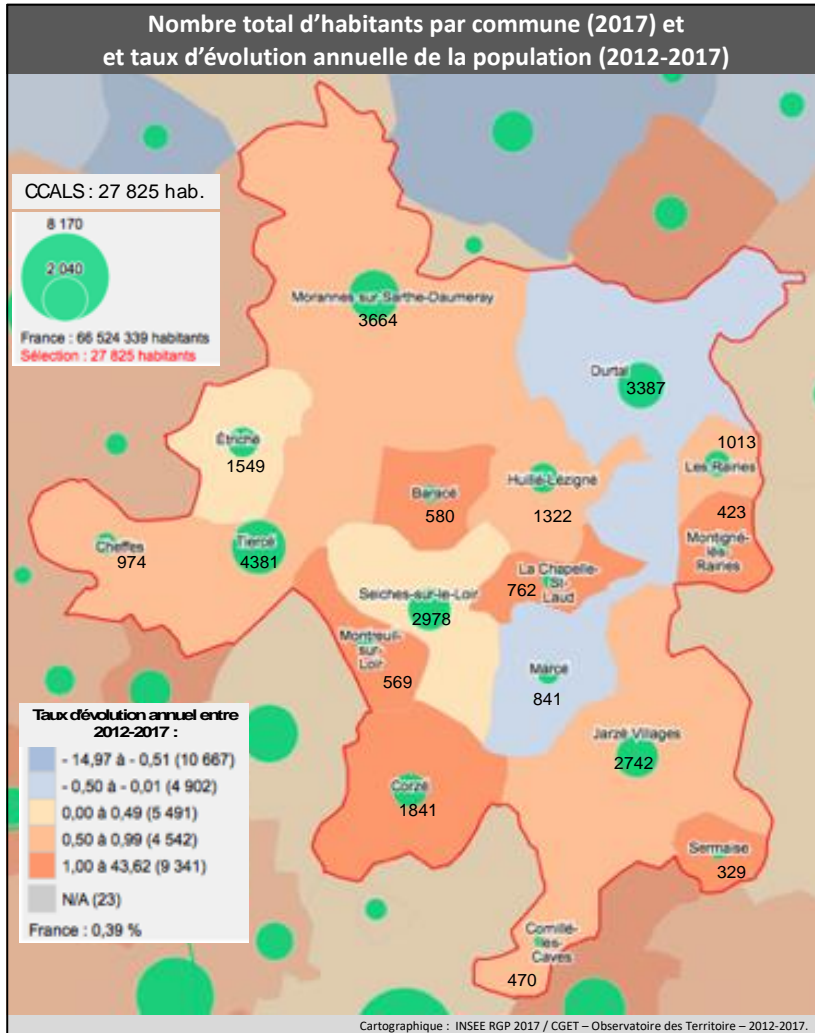 Nombre total d'habitants par commune (2017) et
et taux d'évolution annuelle de la population (2012-2017)
CCALS : 27 825 hab.
8 170
2 040
France : 66 524 339 habitants
Sélection : 27 825 habitants
Morannes sur Sarthe-Daumeray
3664
Durtal
3387
Étriché
1549
1013
Les Rairies
Baracé
580
Huillé-Lézigné
1322
423
Montigné-
les-
Rairies
Cheffes
974
Tiercé
4381
La Chapelle-
St-
Laud
762
Seiches-sur-le-Loir
2978
Montreuil-
sur-
Loir
569
Marcé
841
Jarzé Villages
2742
Corzé
1841
Sermaise
329
Cornillé-
les-
Caves
470
Taux d'évolution annuel entre
2012-2017 :
- 14,97 à - 0,51 (10 667)
- 0,50 à - 0,01 (4 902)
0,00 à 0,49 (5 491)
0,50 à 0,99 (4 542)
1,00 à 43,62 (9 341)
N/A (23)
France : 0,39 %
Cartographique : INSEE RGP 2017 / CGET – Observatoire des Territoire – 2012-2017.